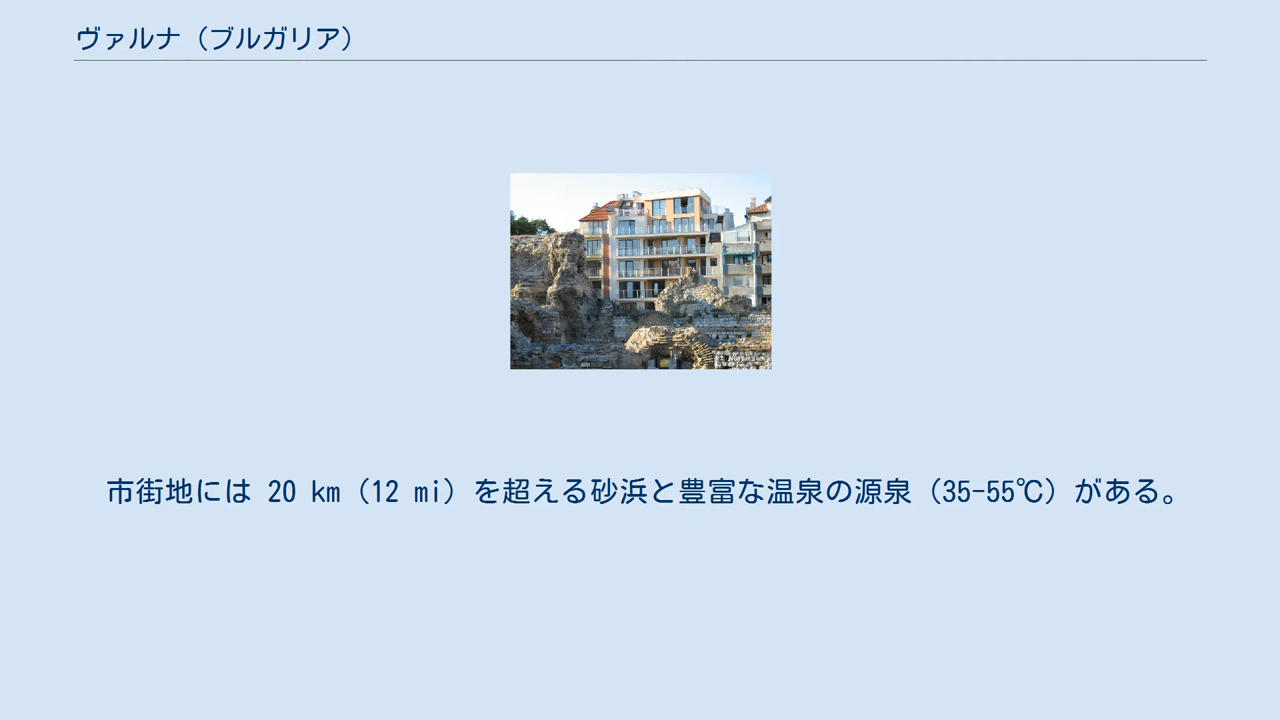 ヴァルナ（ブルガリア）
市街地には 20 km（12 mi）を超える砂浜と豊富な温泉の源泉（35-55℃）がある。